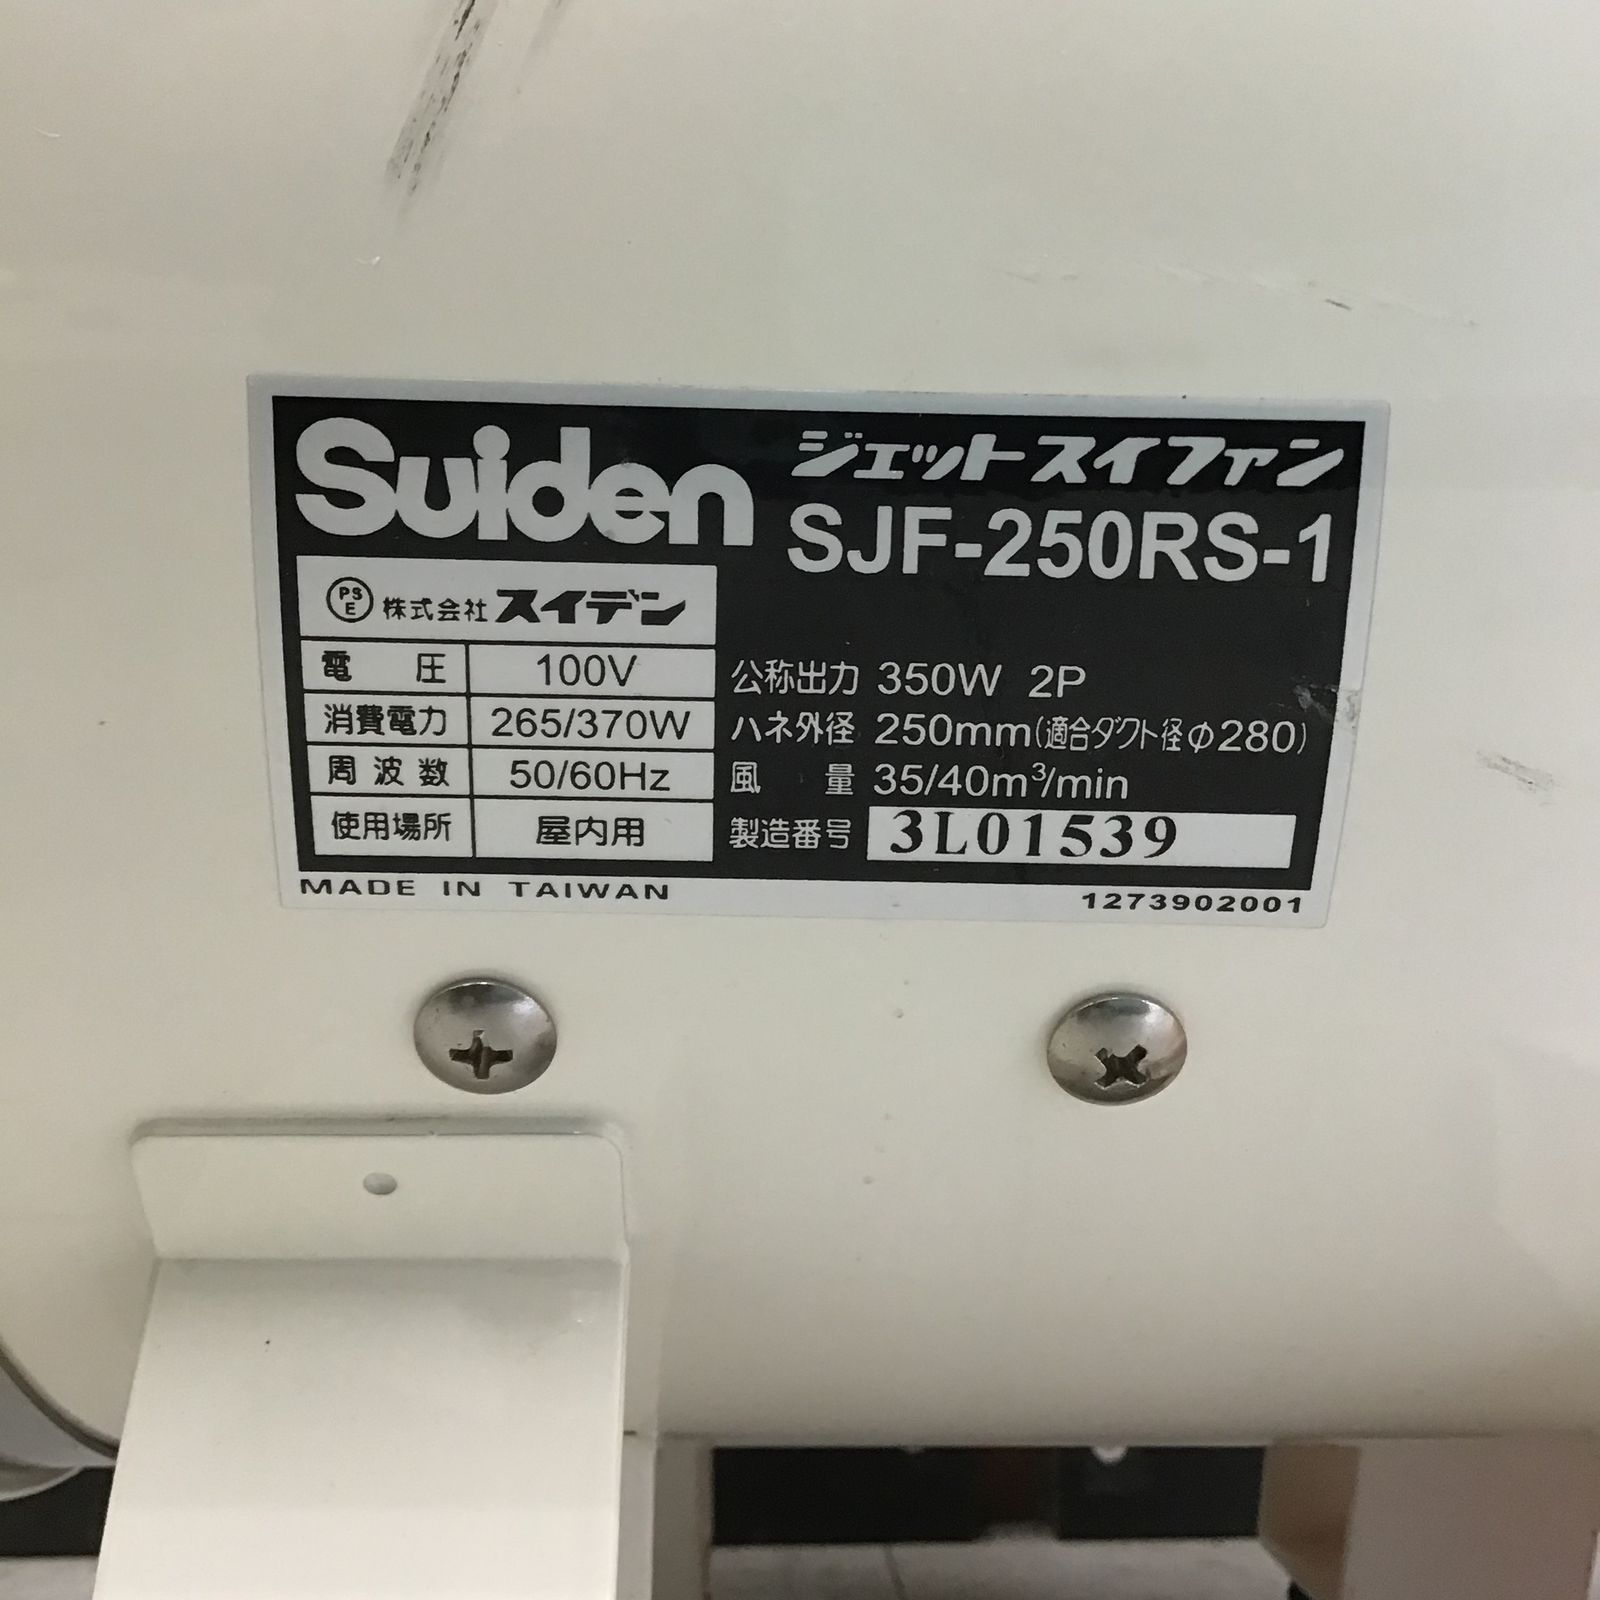 Suiden ジェットスイファン
SJF-250RS-1
PSE 株式会社 スイデン
電圧 100V
消費電力 265/370W
周波数 50/60Hz
使用場所 屋内用
公称出力 350W 2P
ハネ外径 250mm(適合ダクト径φ280)
風量 35/40m³/min
製造番号 3L01539
MADE IN TAIWAN 1273902001